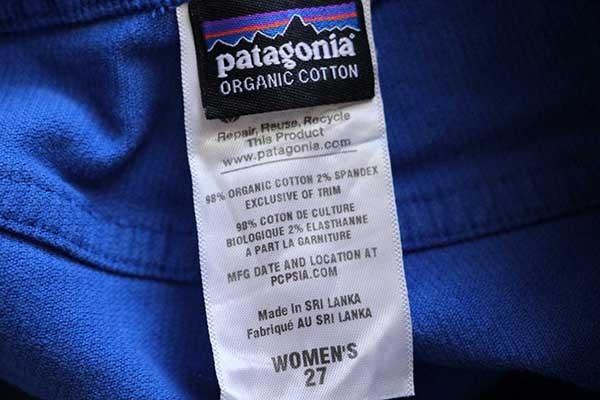 patagonia®
ORGANIC COTTON
Repair, Reuse, Recycle
This Product
www.patagonia.com
98% ORGANIC COTTON 2% SPANDEX
EXCLUSIVE OF TRIM
98% COTON DE CULTURE
BIOLOGIQUE 2% ELASTHANNE
A PART LA GARNITURE
MFG DATE AND LOCATION AT
PCPSIA.COM
Made In SRI LANKA
Fabriqué AU SRI LANKA
WOMEN'S
27